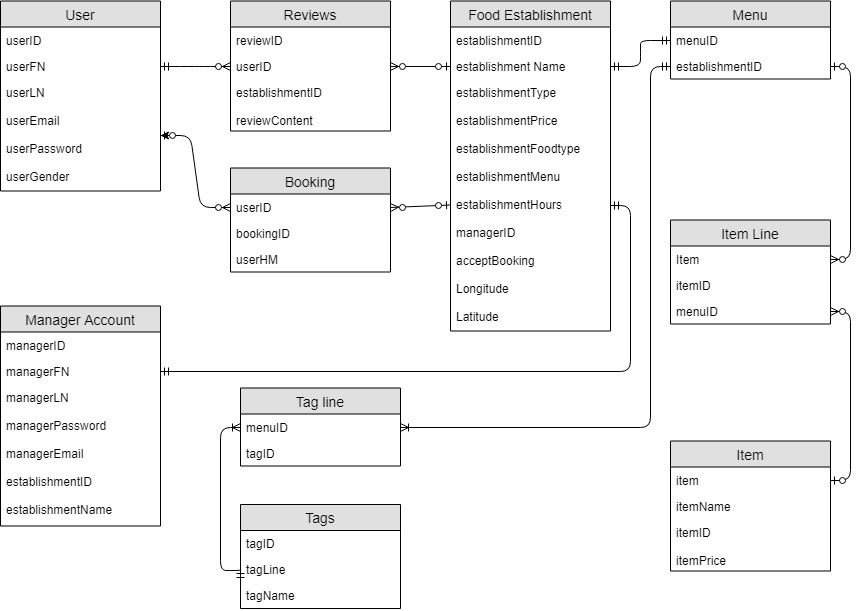 User
userID
userFN
userLN
userEmail
userPassword
userGender
Reviews
reviewID
userID
establishmentID
reviewContent
Food Establishment
establishmentID
establishment Name
establishmentType
establishmentPrice
establishmentFoodtype
establishmentMenu
establishmentHours
managerID
acceptBooking
Longitude
Latitude
Menu
menuID
establishmentID
Booking
userID
bookingID
userHM
Item Line
Item
itemID
menuID
Manager Account
managerID
managerFN
managerLN
managerPassword
managerEmail
establishmentID
establishmentName
Tag line
menuID
tagID
Item
item
itemName
itemID
itemPrice
Tags
tagID
tagLine
tagName